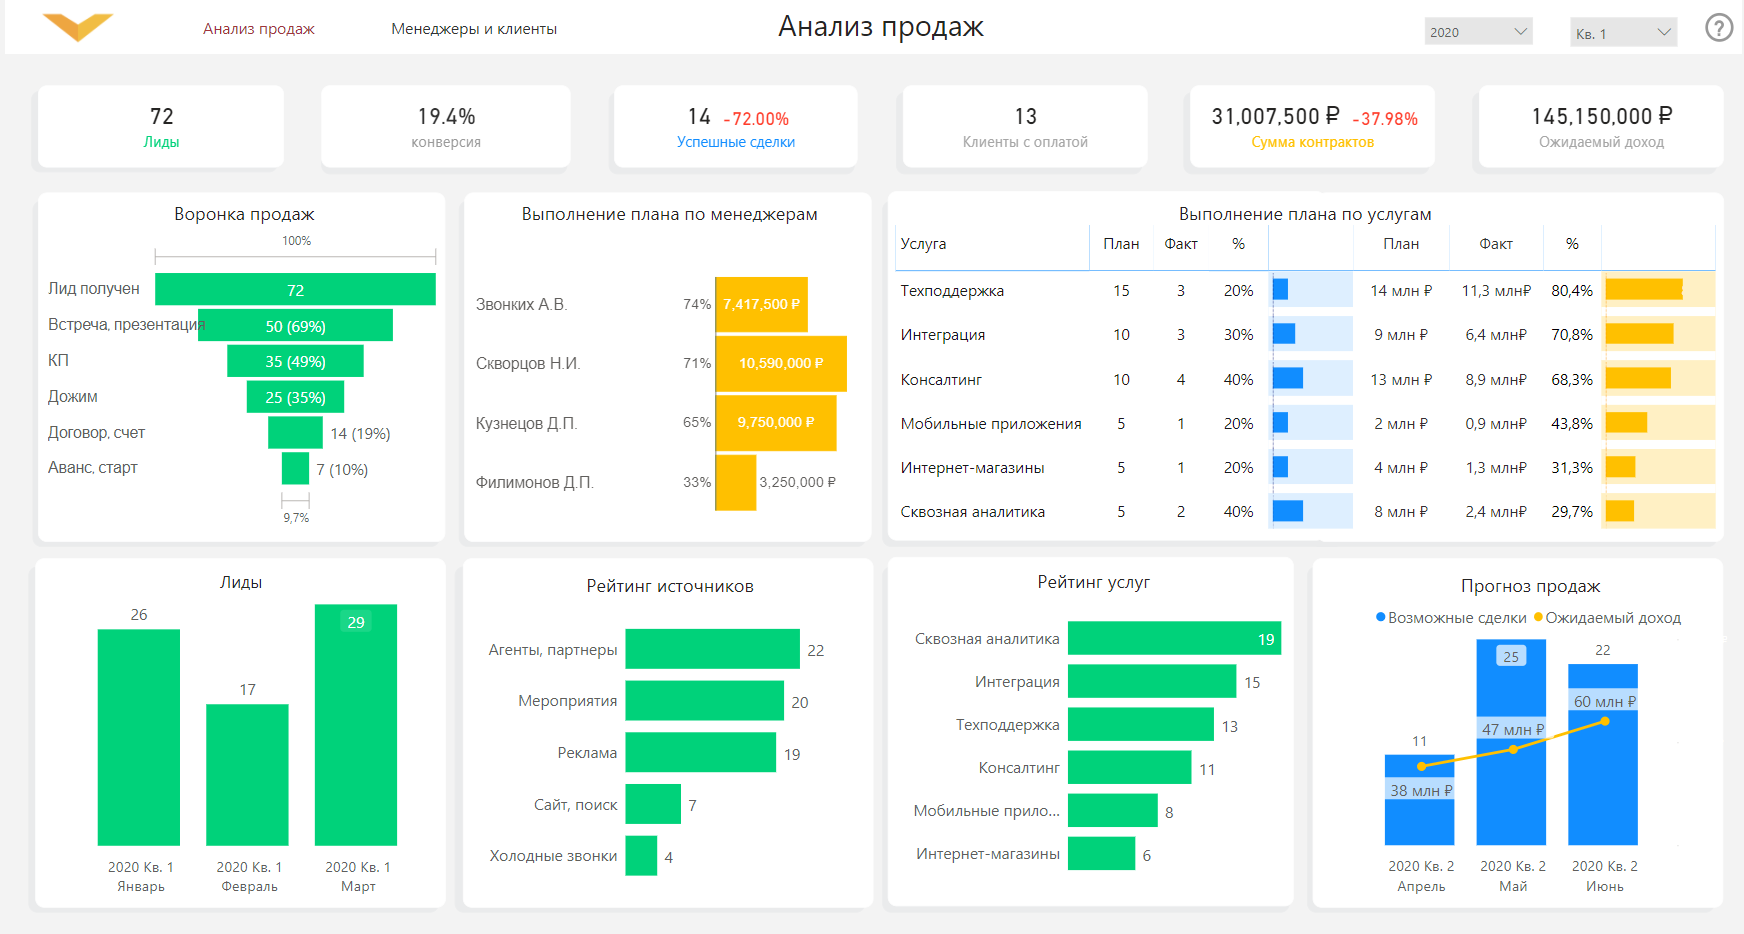 Анализ продаж
Менеджеры и клиенты
Анализ продаж
2020
Кв. 1
?
72
Лиды
19.4%
конверсия
14 -72.00%
Успешные сделки
13
Клиенты с оплатой
31,007,500 ₽ -37.98%
Сумма контрактов
145,150,000 ₽
Ожидаемый доход
Воронка продаж
100%
Лид получен 72
Встреча, презентация 50 (69%)
КП 35 (49%)
Дожим 25 (35%)
Договор, счет 14 (19%)
Аванс, старт 7 (10%)
9,7%
Выполнение плана по менеджерам
Звонких А.В. 74% 7,417,500 ₽
Скворцов Н.И. 71% 10,590,000 ₽
Кузнецов Д.П. 65% 9,750,000 ₽
Филимонов Д.П. 33% 3,250,000 ₽
Выполнение плана по услугам
Услуга План Факт % План Факт %
Техподдержка 15 3 20% 14 млн ₽ 11,3 млн₽ 80,4%
Интеграция 10 3 30% 9 млн ₽ 6,4 млн₽ 70,8%
Консалтинг 10 4 40% 13 млн ₽ 8,9 млн₽ 68,3%
Мобильные приложения 5 1 20% 2 млн ₽ 0,9 млн₽ 43,8%
Интернет-магазины 5 1 20% 4 млн ₽ 1,3 млн₽ 31,3%
Сквозная аналитика 5 2 40% 8 млн ₽ 2,4 млн₽ 29,7%
Лиды
26
17
29
2020 Кв. 1 2020 Кв. 1 2020 Кв. 1
Январь Февраль Март
Рейтинг источников
Агенты, партнеры 22
Мероприятия 20
Реклама 19
Сайт, поиск 7
Холодные звонки 4
Рейтинг услуг
Сквозная аналитика 19
Интеграция 15
Техподдержка 13
Консалтинг 11
Мобильные прило... 8
Интернет-магазины 6
Прогноз продаж
Возможные сделки Ожидаемый доход
11
25
22
38 млн ₽
47 млн ₽
60 млн ₽
2020 Кв. 2 2020 Кв. 2 2020 Кв. 2
Апрель Май Июнь